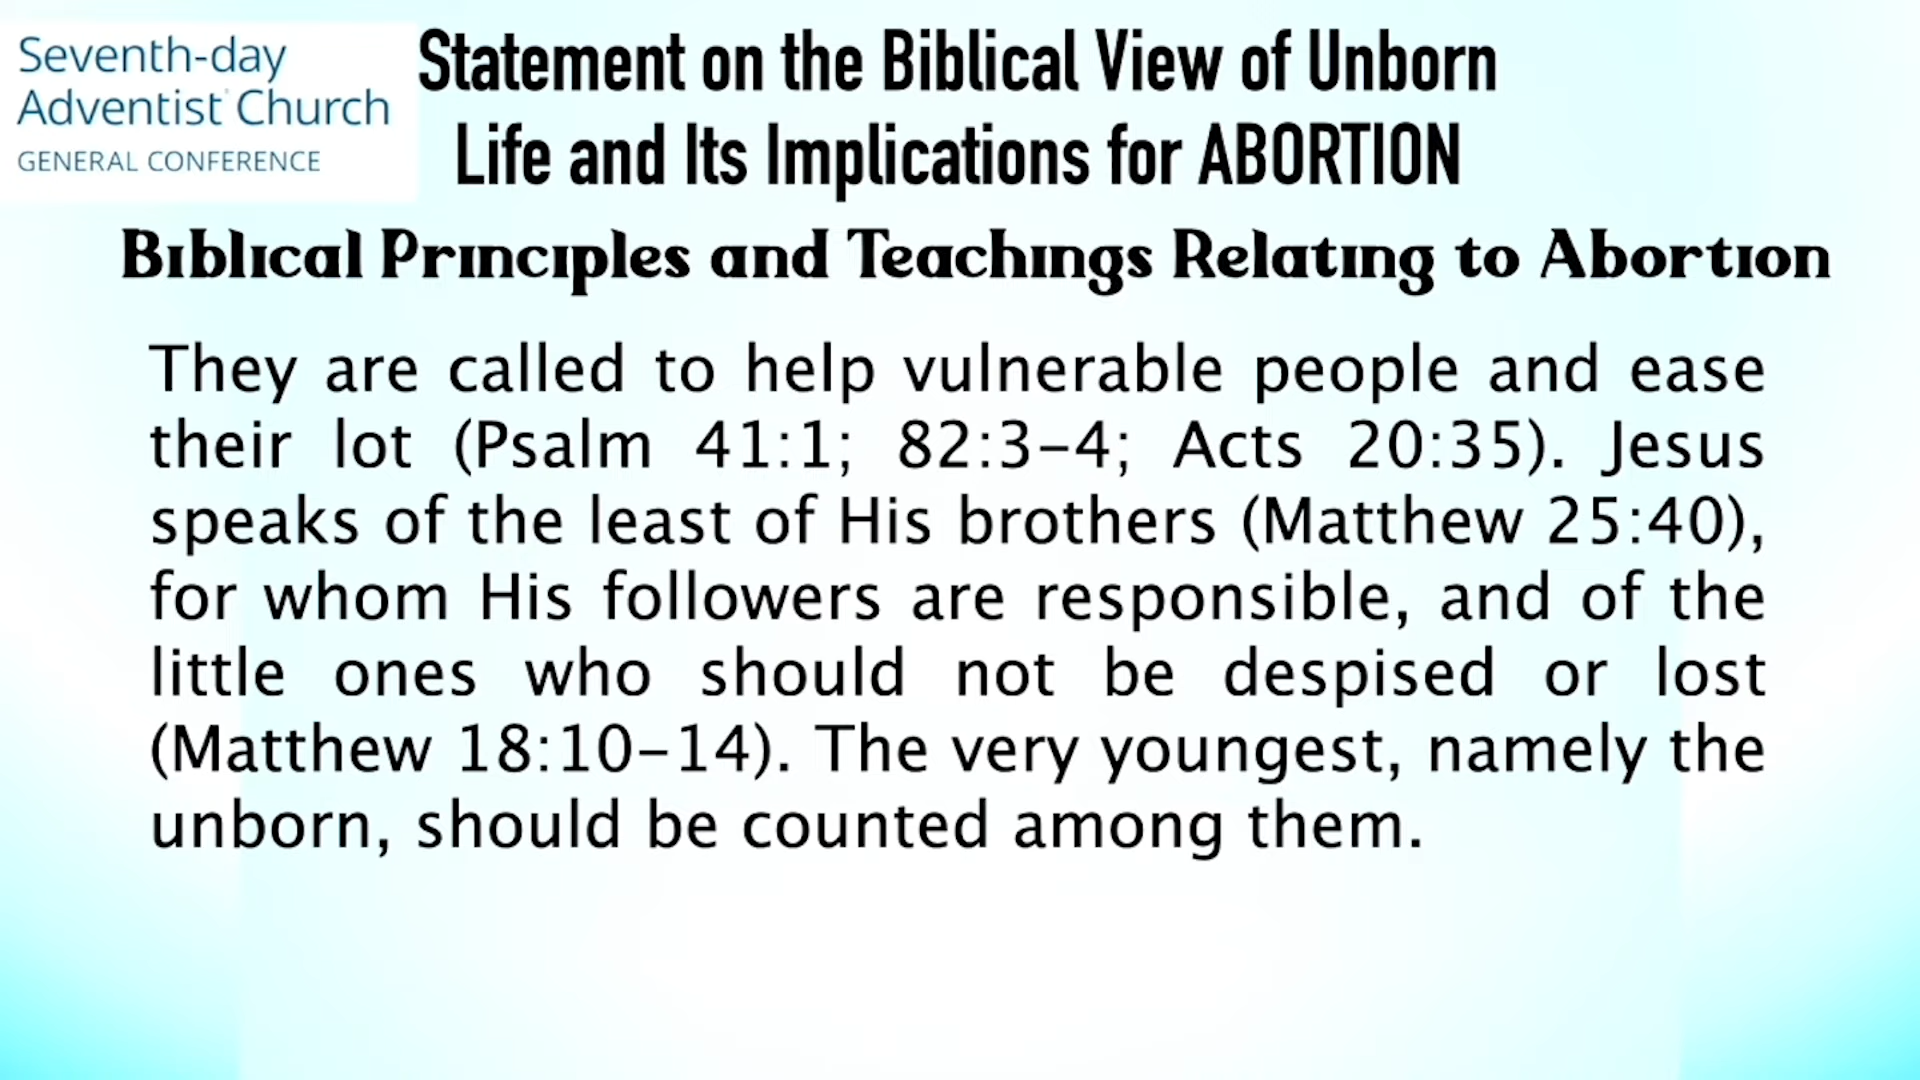 Seventh-day
Adventist Church
GENERAL CONFERENCE
Statement on the Biblical View of Unborn
Life and Its Implications for ABORTION
Biblical Principles and Teachings Relating to Abortion
They are called to help vulnerable people and ease
their lot (Psalm 41:1; 82:3–4; Acts 20:35). Jesus
speaks of the least of His brothers (Matthew 25:40),
for whom His followers are responsible, and of the
little ones who should not be despised or lost
(Matthew 18:10–14). The very youngest, namely the
unborn, should be counted among them.